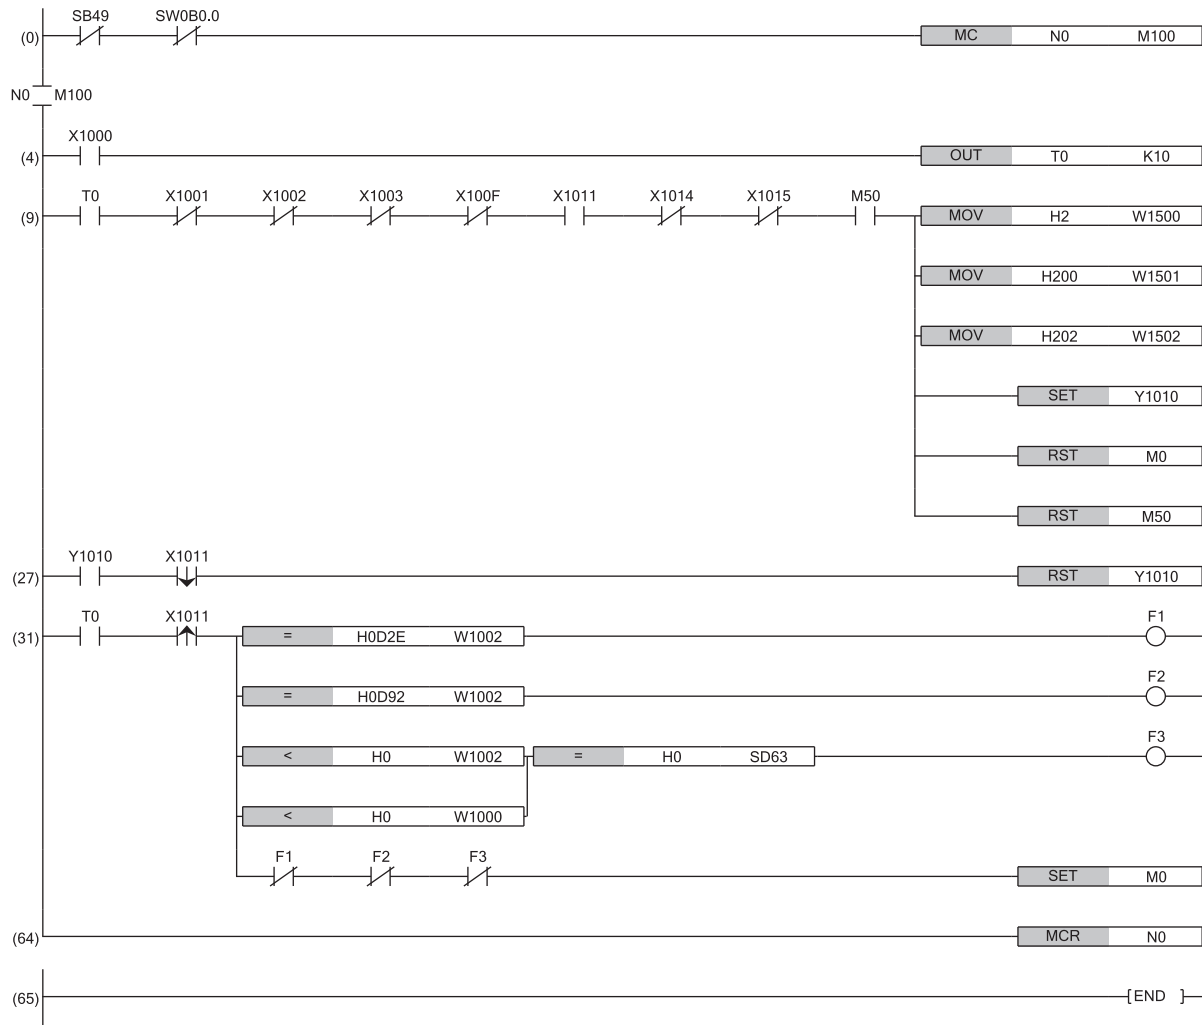 SB49 SW0B0.0
(0) MC N0 M100
N0 M100
X1000
(4) OUT T0 K10
T0 X1001 X1002 X1003 X100F X1011 X1014 X1015 M50
(9) MOV H2 W1500
MOV H200 W1501
MOV H202 W1502
SET Y1010
RST M0
RST M50
Y1010 X1011
(27) RST Y1010
T0 X1011 F1
(31) = H0D2E W1002
F2
= H0D92 W1002
F3
< H0 W1002 = H0 SD63
< H0 W1000
F1 F2 F3
SET M0
(64) MCR N0
(65) [END ]